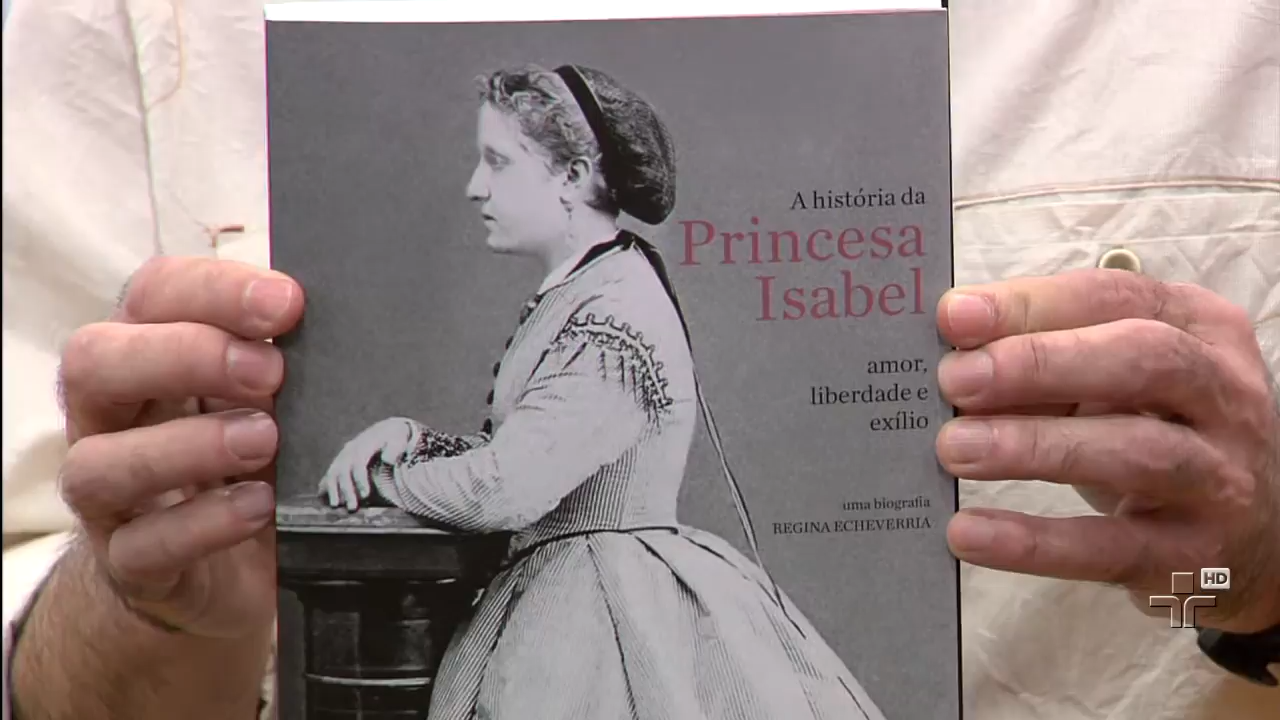 A história da
Princesa
Isabel
amor,
liberdade e
exílio
uma biografia
REGINA ECHEVERRIA
HD